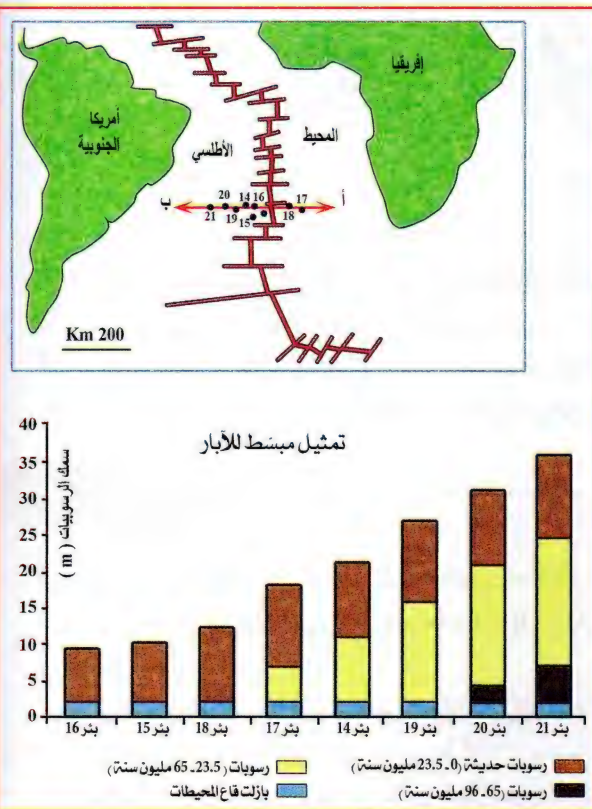 إفريقيا
أمريكا
الجنوبية
المحيط
الأطلسي
أ
17
18
16
14
15
20
19
21
ب
Km 200
تمثيل مبسّط للآبار
سمك الرسوبيات ( m )
40
35
30
25
20
15
10
5
0
بئر 16
بئر 15
بئر 18
بئر 17
بئر 14
بئر 19
بئر 20
بئر 21
رسوبات حديثة (0 ـ 23.5 مليون سنة)
رسوبات (23.5 ـ 65 مليون سنة)
رسوبات (65 ـ 96 مليون سنة)
بازلت قاع المحيطات